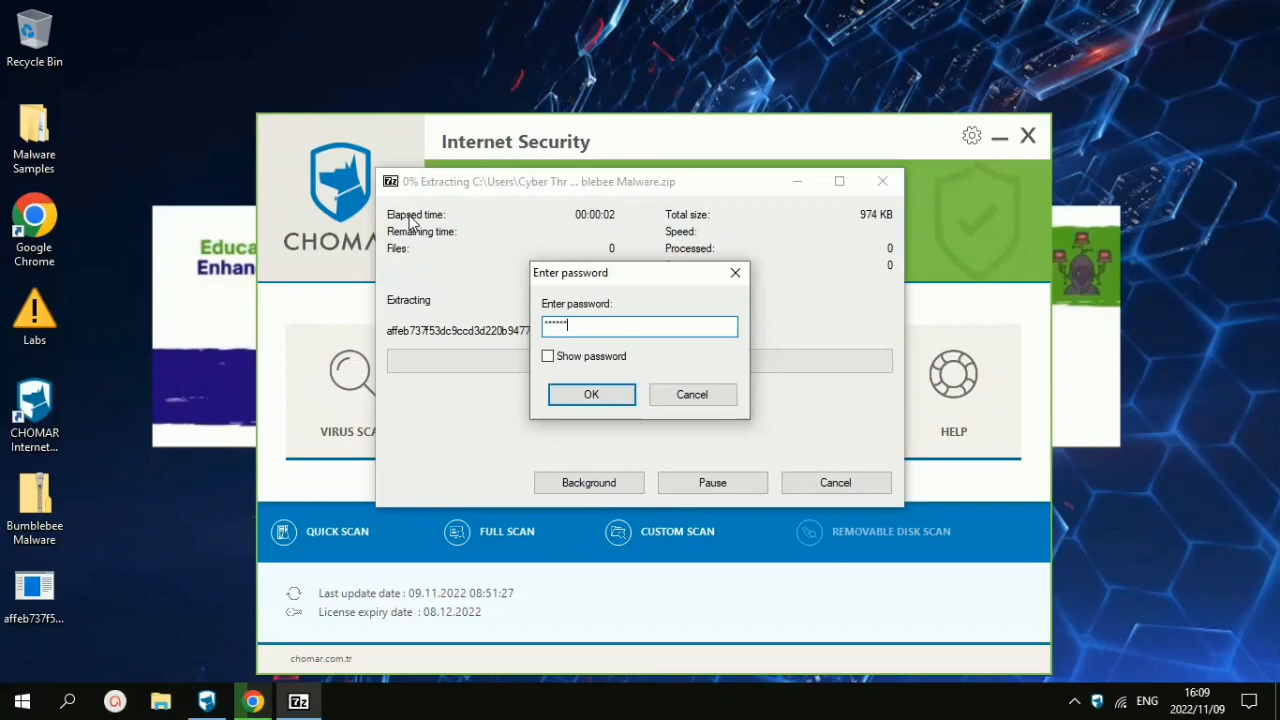 Recycle Bin
Malware
Samples
Google
Chrome
Labs
CHOMAR
Internet...
Bumblebee
Malware
affeb737f5...
Educa
Enhan
Internet Security
CHOMA
0% Extracting C:\Users\Cyber Thr ... blebee Malware.zip
Elapsed time: 00:00:02 Total size: 974 KB
Remaining time: Speed:
Files: 0 Processed: 0
0
Extracting
affeb737f53dc9ccd3d220b9477
Enter password
Enter password:
******
Show password
OK Cancel
Background Pause Cancel
VIRUS SCA
HELP
QUICK SCAN FULL SCAN CUSTOM SCAN REMOVABLE DISK SCAN
Last update date : 09.11.2022 08:51:27
License expiry date : 08.12.2022
chomar.com.tr
ENG
16:09
2022/11/09